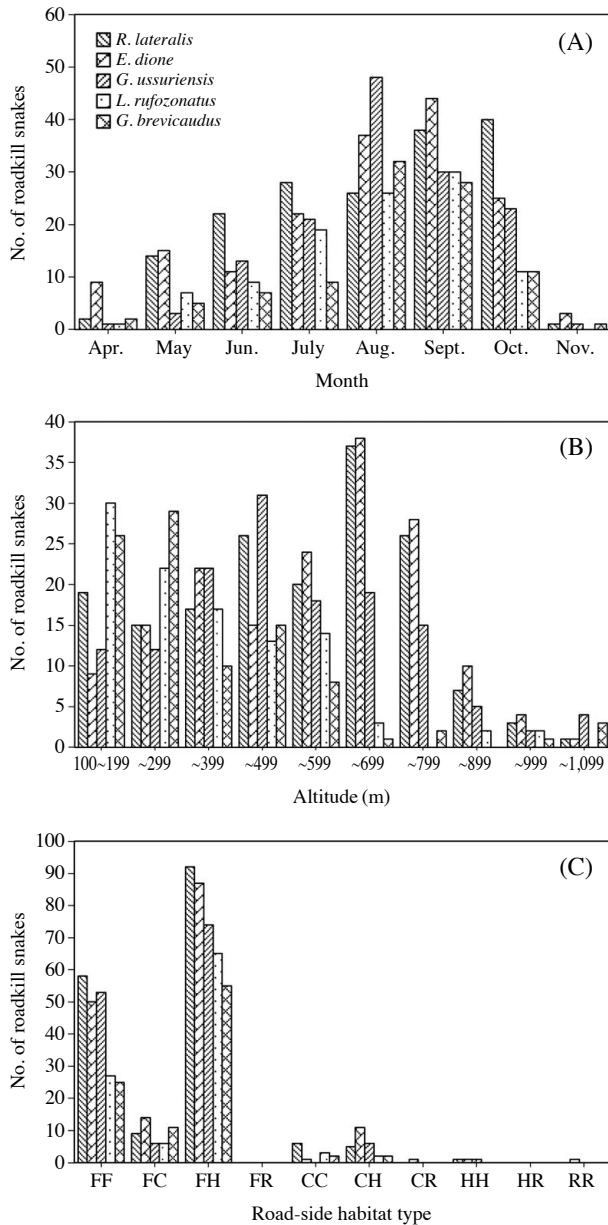 60
50
40
30
20
10
0
No. of roadkill snakes
R. lateralis
E. dione
G. ussuriensis
L. rufozonatus
G. brevicaudus
(A)
Apr. May Jun. July Aug. Sept. Oct. Nov.
Month
40
35
30
25
20
15
10
5
0
No. of roadkill snakes
(B)
100~199 ~299 ~399 ~499 ~599 ~699 ~799 ~899 ~999 ~1,099
Altitude (m)
100
90
80
70
60
50
40
30
20
10
0
No. of roadkill snakes
(C)
FF FC FH FR CC CH CR HH HR RR
Road-side habitat type